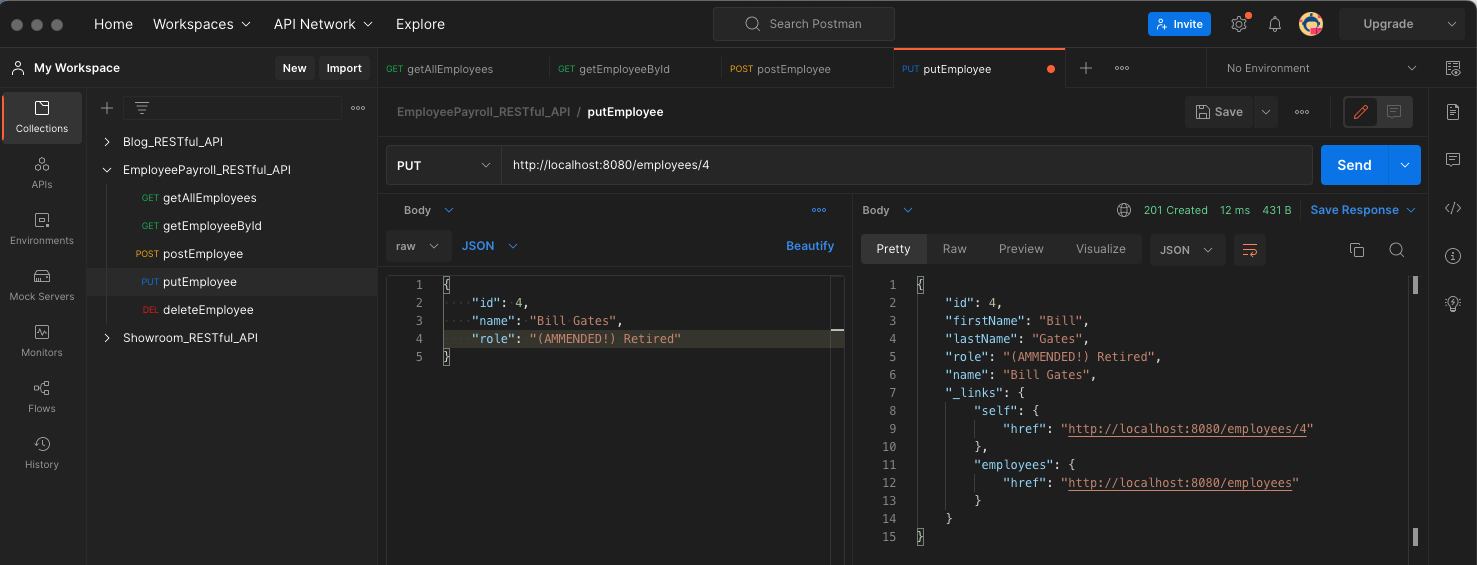 Home Workspaces API Network Explore Search Postman Invite Upgrade
My Workspace New Import
GET getAllEmployees GET getEmployeeById POST postEmployee PUT putEmployee No Environment
Collections
APIs
Environments
Mock Servers
Monitors
Flows
History
Blog_RESTful_API
EmployeePayroll_RESTful_API
GET getAllEmployees
GET getEmployeeById
POST postEmployee
PUT putEmployee
DEL deleteEmployee
Showroom_RESTful_API
EmployeePayroll_RESTful_API / putEmployee Save
PUT http://localhost:8080/employees/4 Send
Body
raw JSON Beautify
1 {
2 "id": 4,
3 "name": "Bill Gates",
4 "role": "(AMMENDED!) Retired"
5 }
Body 201 Created 12 ms 431 B Save Response
Pretty Raw Preview Visualize JSON
1 {
2 "id": 4,
3 "firstName": "Bill",
4 "lastName": "Gates",
5 "role": "(AMMENDED!) Retired",
6 "name": "Bill Gates",
7 "_links": {
8 "self": {
9 "href": "http://localhost:8080/employees/4"
10 },
11 "employees": {
12 "href": "http://localhost:8080/employees"
13 }
14 }
15 }